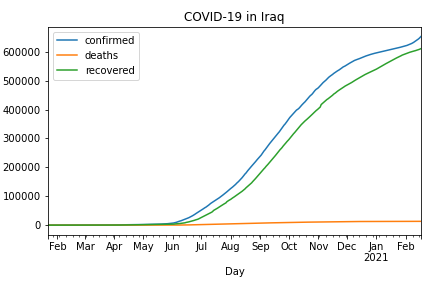 COVID-19 in Iraq
confirmed
deaths
recovered
600000
500000
400000
300000
200000
100000
0
Feb Mar Apr May Jun Jul Aug Sep Oct Nov Dec Jan Feb
2021
Day